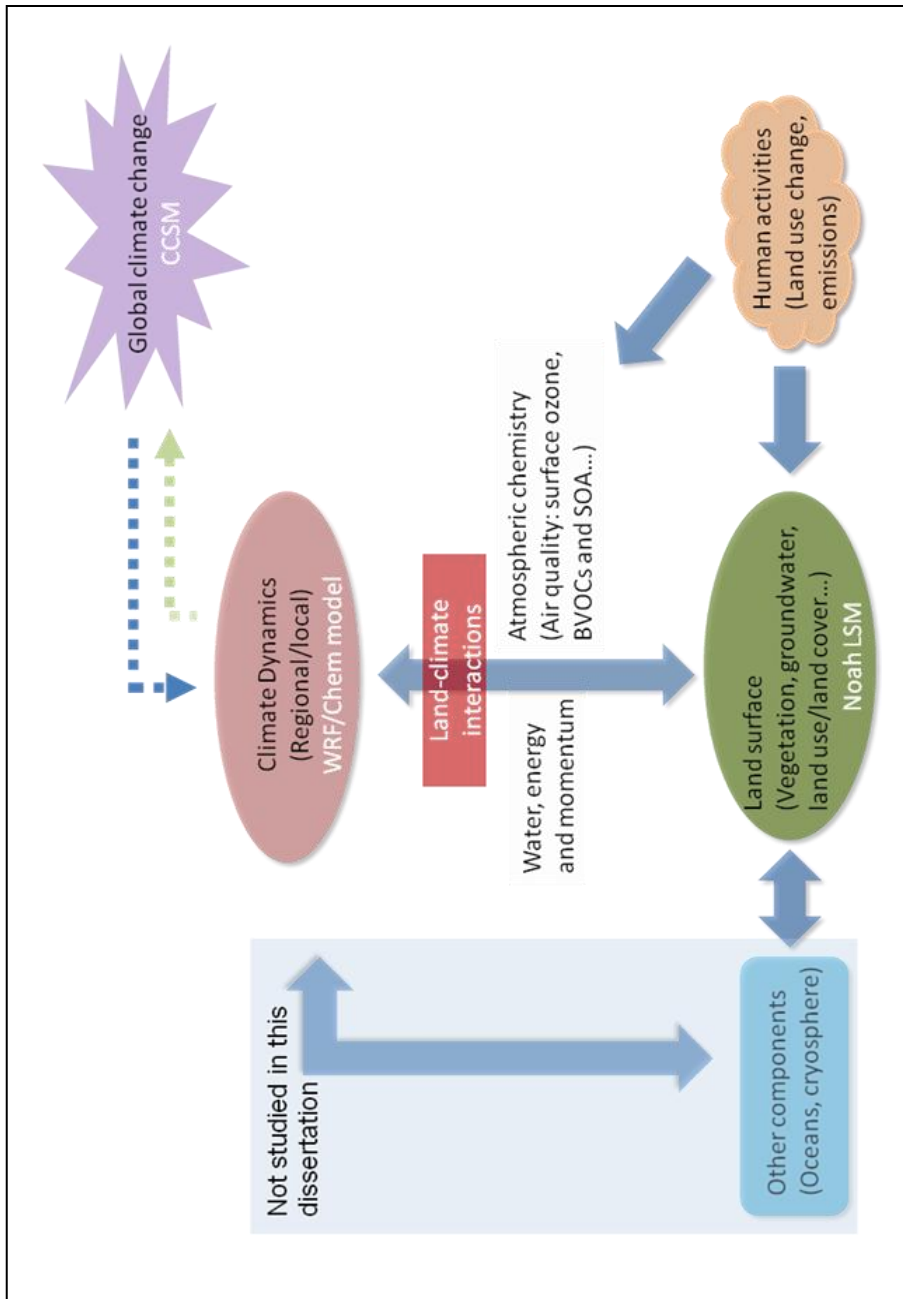 Global climate change
CCSM
Climate Dynamics
(Regional/local)
WRF/Chem model
Not studied in this
dissertation
Land-climate
interactions
Water, energy
and momentum
Atmospheric chemistry
(Air quality: surface ozone,
BVOCs and SOA...)
Other components
(Oceans, cryosphere)
Land surface
(Vegetation, groundwater,
land use/land cover...)
Noah LSM
Human activities
(Land use change,
emissions)